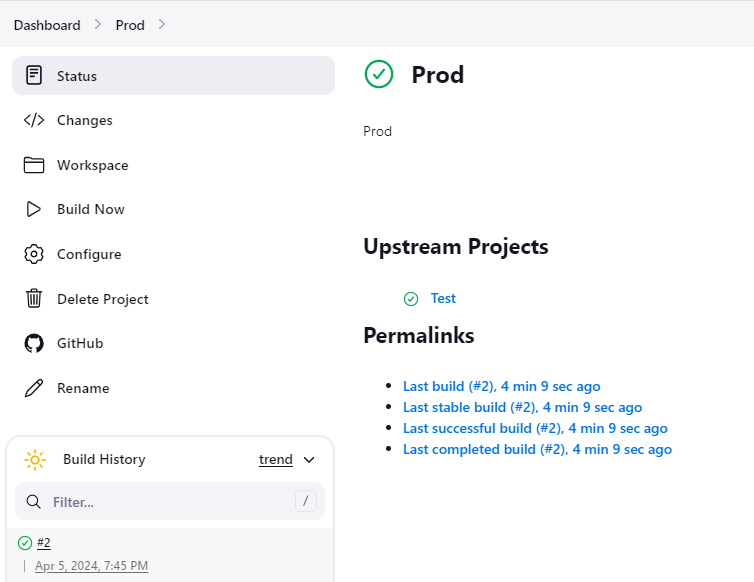 Dashboard > Prod >
Status
Changes
Workspace
Build Now
Configure
Delete Project
GitHub
Rename
Build History trend
Filter... /
#2
Apr 5, 2024, 7:45 PM
Prod
Prod
Upstream Projects
Test
Permalinks
• Last build (#2), 4 min 9 sec ago
• Last stable build (#2), 4 min 9 sec ago
• Last successful build (#2), 4 min 9 sec ago
• Last completed build (#2), 4 min 9 sec ago